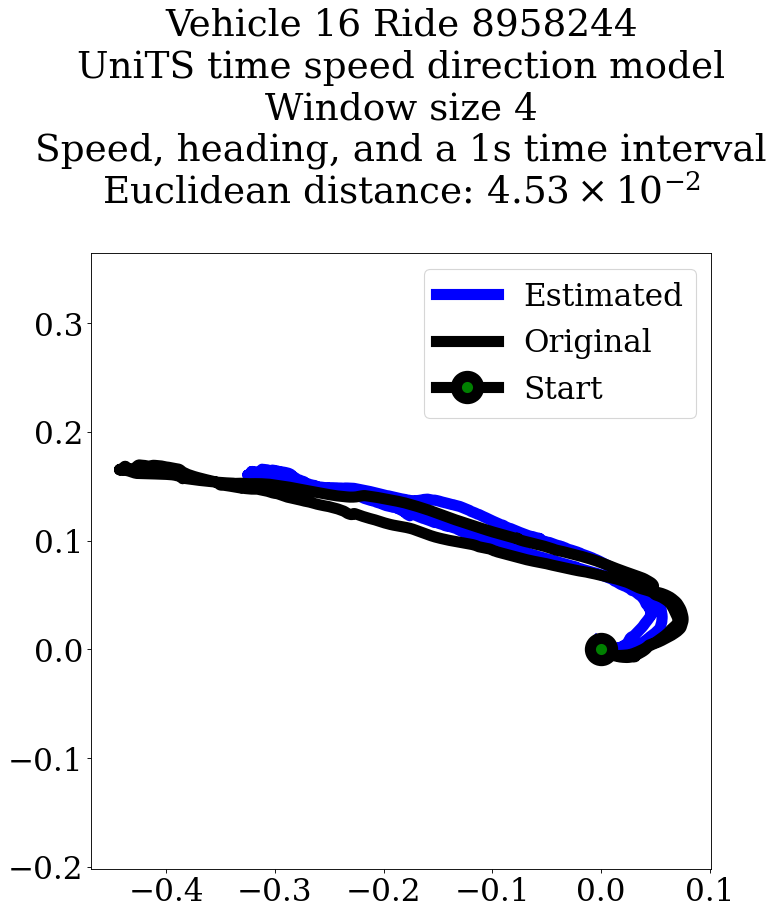 Vehicle 16 Ride 8958244
UniTS time speed direction model
Window size 4
Speed, heading, and a 1s time interval
Euclidean distance: 4.53 × 10⁻²
Estimated
Original
Start
0.3
0.2
0.1
0.0
−0.1
−0.2
−0.4 −0.3 −0.2 −0.1 0.0 0.1